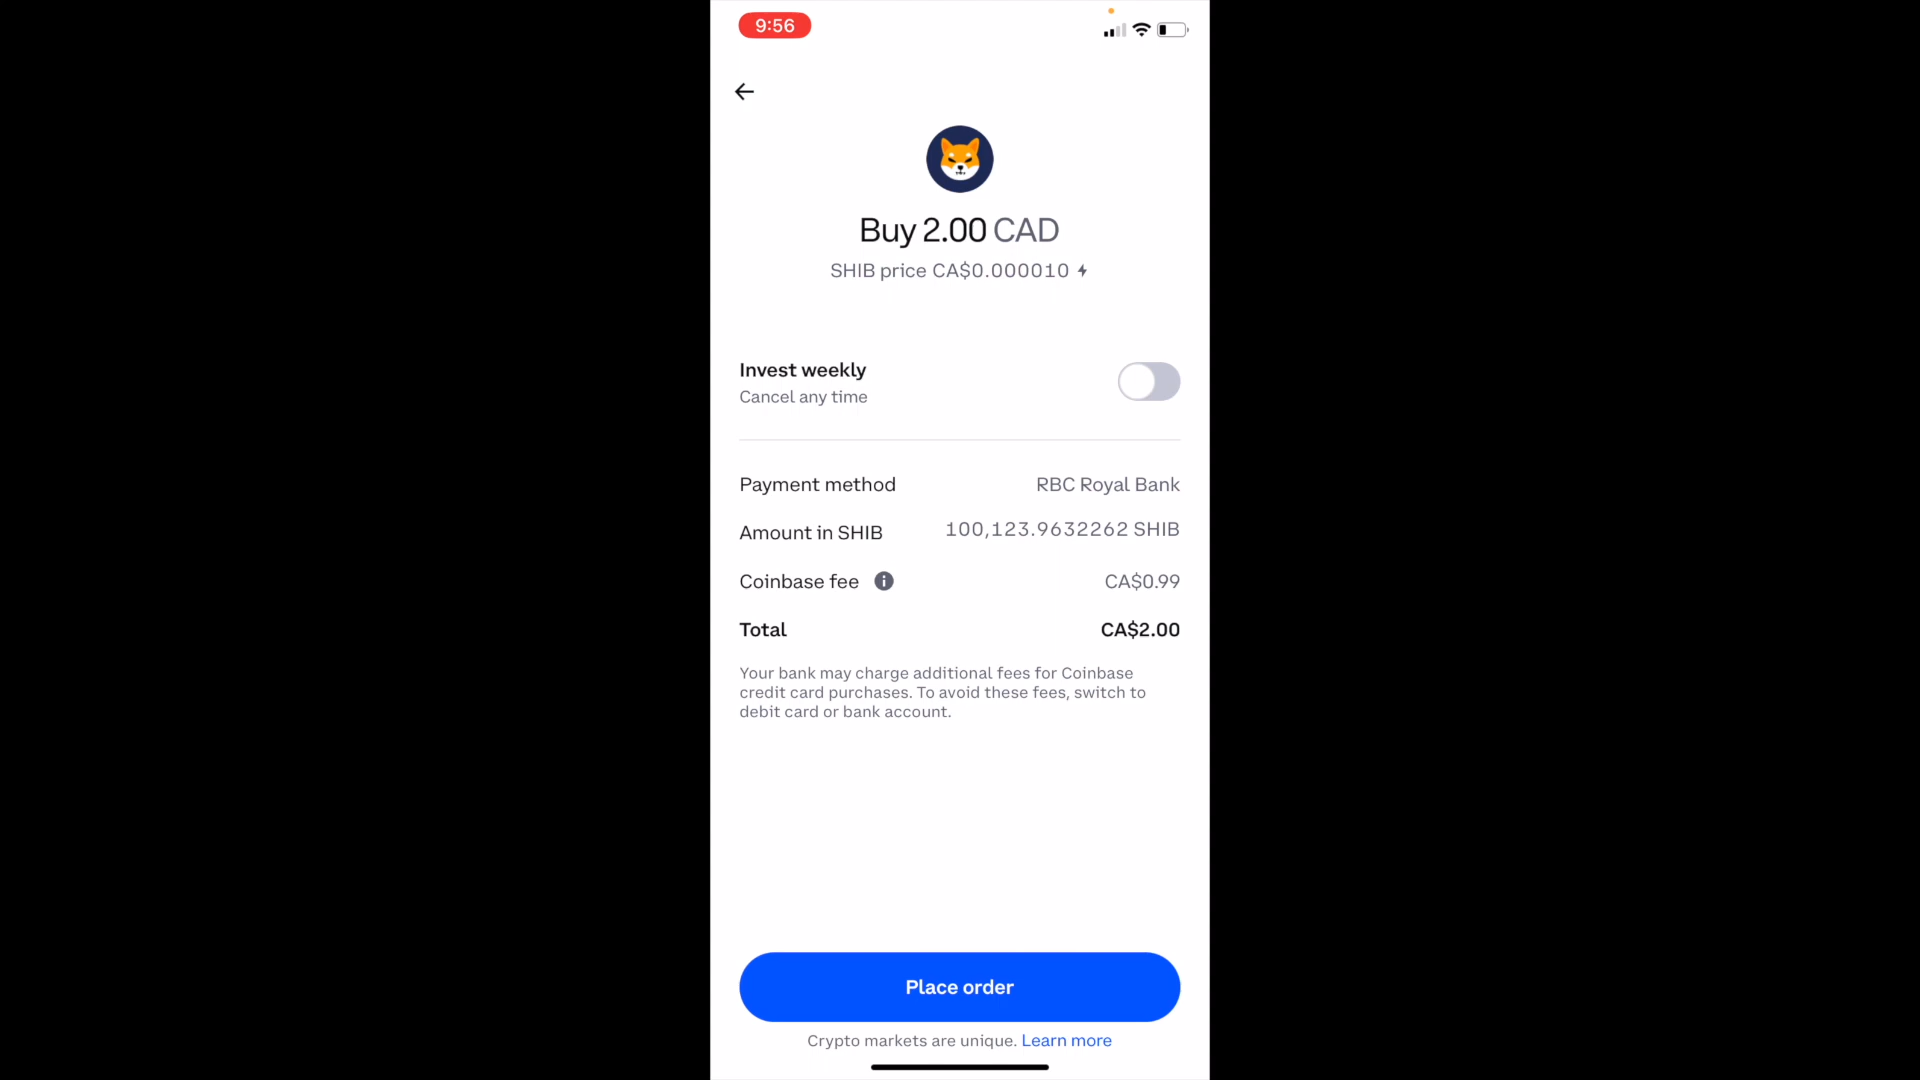 9:56
Buy 2.00 CAD
SHIB price CA$0.000010
Invest weekly
Cancel any time
Payment method RBC Royal Bank
Amount in SHIB 100,123.9632262 SHIB
Coinbase fee CA$0.99
Total CA$2.00
Your bank may charge additional fees for Coinbase
credit card purchases. To avoid these fees, switch to
debit card or bank account.
Place order
Crypto markets are unique. Learn more